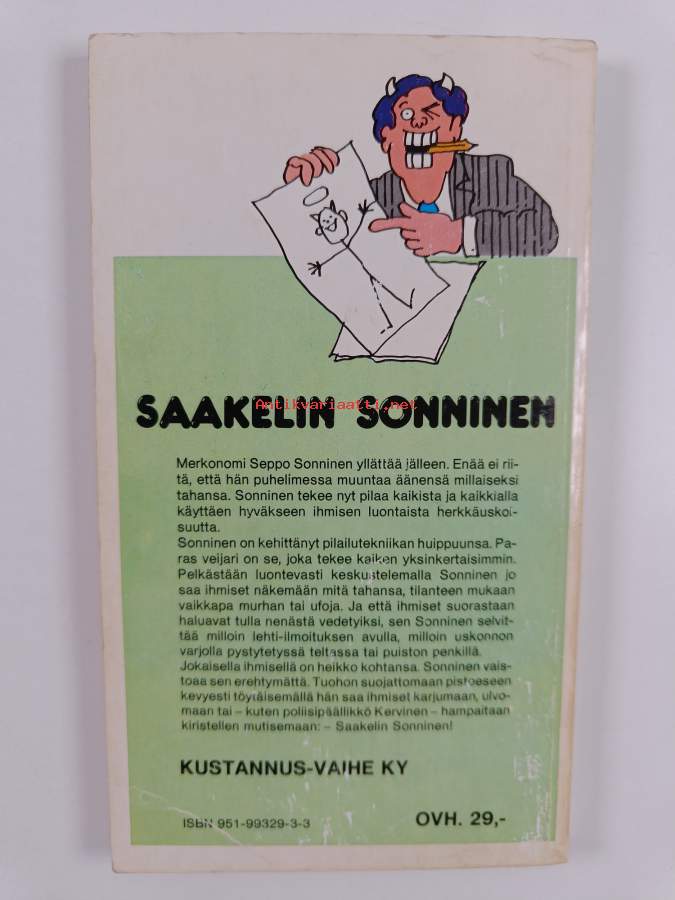 SAAKELIN SONNINEN
Antikvariaatti.net
Merkonomi Seppo Sonninen yllättää jälleen. Enää ei rii-
tä, että hän puhelimessa muuntaa äänensä millaiseksi
tahansa. Sonninen tekee nyt pilaa kaikista ja kaikkialla
käyttäen hyväkseen ihmisen luontaista herkkäuskoi-
suutta.
Sonninen on kehittänyt pilailutekniikan huippuunsa. Pa-
ras veijari on se, joka tekee kaiken yksinkertaisimmin.
Pelkästään luontevasti keskustelemalla Sonninen jo
saa ihmiset näkemään mitä tahansa, tilanteen mukaan
vaikkapa murhan tai ufoja. Ja että ihmiset suorastaan
haluavat tulla nenästä vedetyiksi, sen Sonninen selvit-
tää milloin lehti-ilmoituksen avulla, milloin uskonnon
varjolla pystytetyssä teltassa tai puiston penkillä.
Jokaisella ihmisellä on heikko kohtansa. Sonninen vais-
toaa sen erehtymättä. Tuohon suojattomaan pisteeseen
kevyesti töytäisemällä hän saa ihmiset karjumaan, ulvo-
maan tai – kuten poliisipäällikkö Kervinen – hampaitaan
kiristellen mutisemaan: – Saakelin Sonninen!
KUSTANNUS-VAIHE KY
ISBN 951-99329-3-3
OVH. 29,-